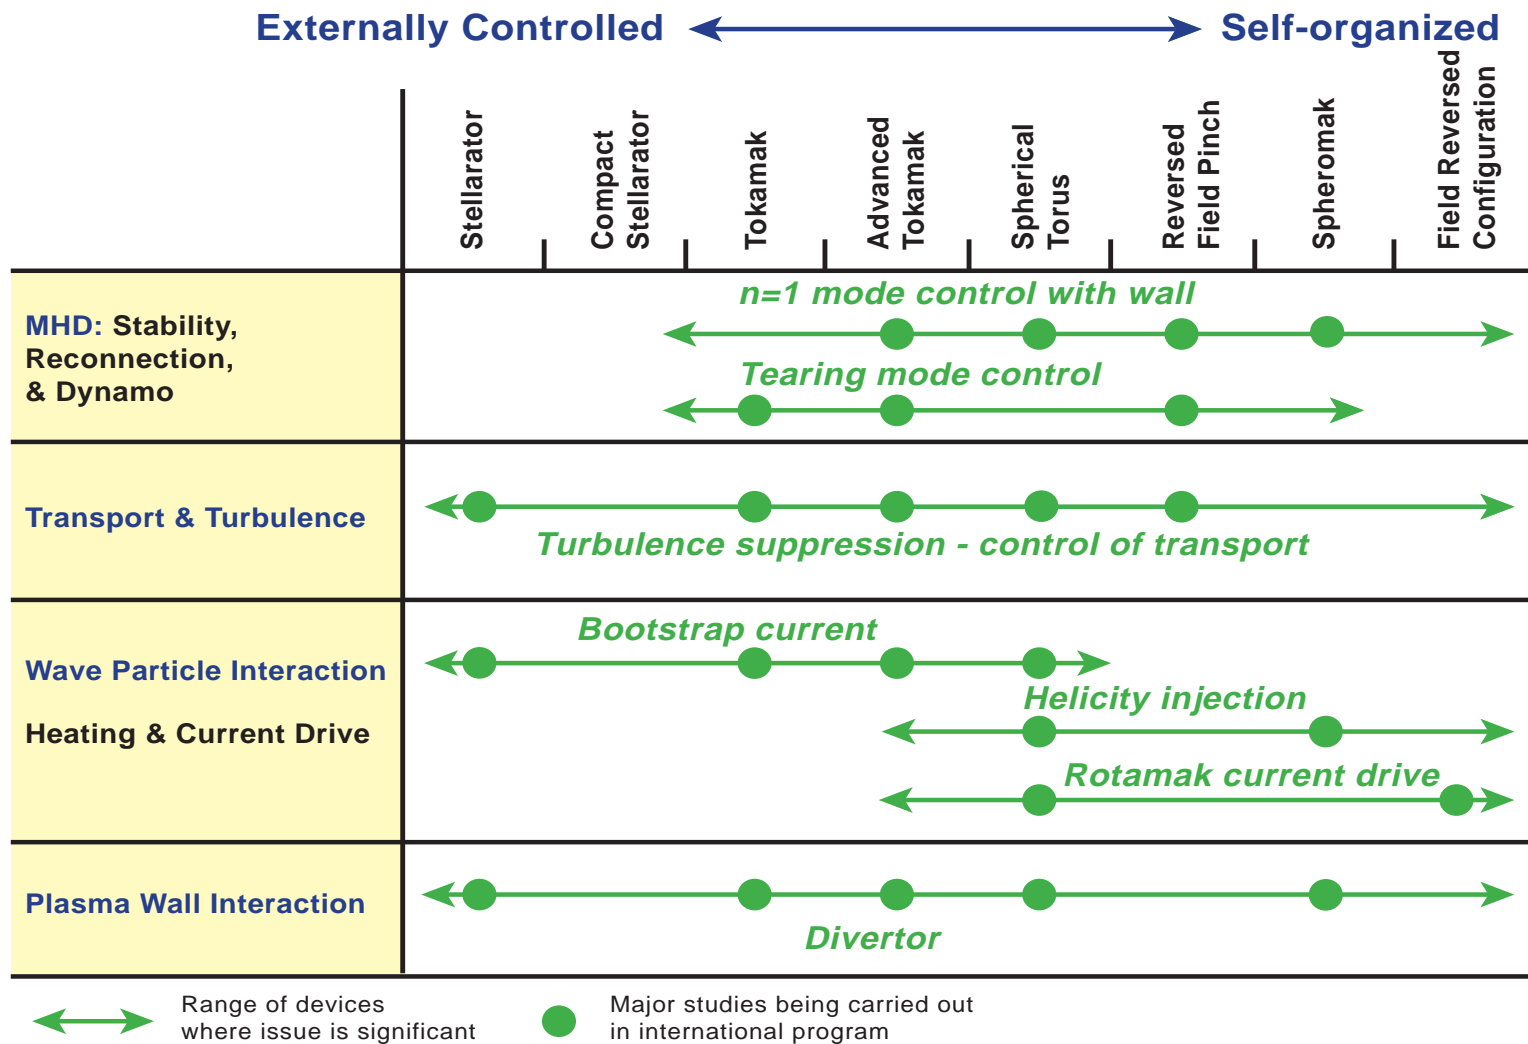 Externally Controlled
Self-organized
Stellarator
Compact
Stellarator
Tokamak
Advanced
Tokamak
Spherical
Torus
Reversed
Field Pinch
Spheromak
Field Reversed
Configuration
MHD: Stability,
Reconnection,
& Dynamo
n=1 mode control with wall
Tearing mode control
Transport & Turbulence
Turbulence suppression - control of transport
Wave Particle Interaction
Heating & Current Drive
Bootstrap current
Helicity injection
Rotamak current drive
Plasma Wall Interaction
Divertor
Range of devices
where issue is significant
Major studies being carried out
in international program